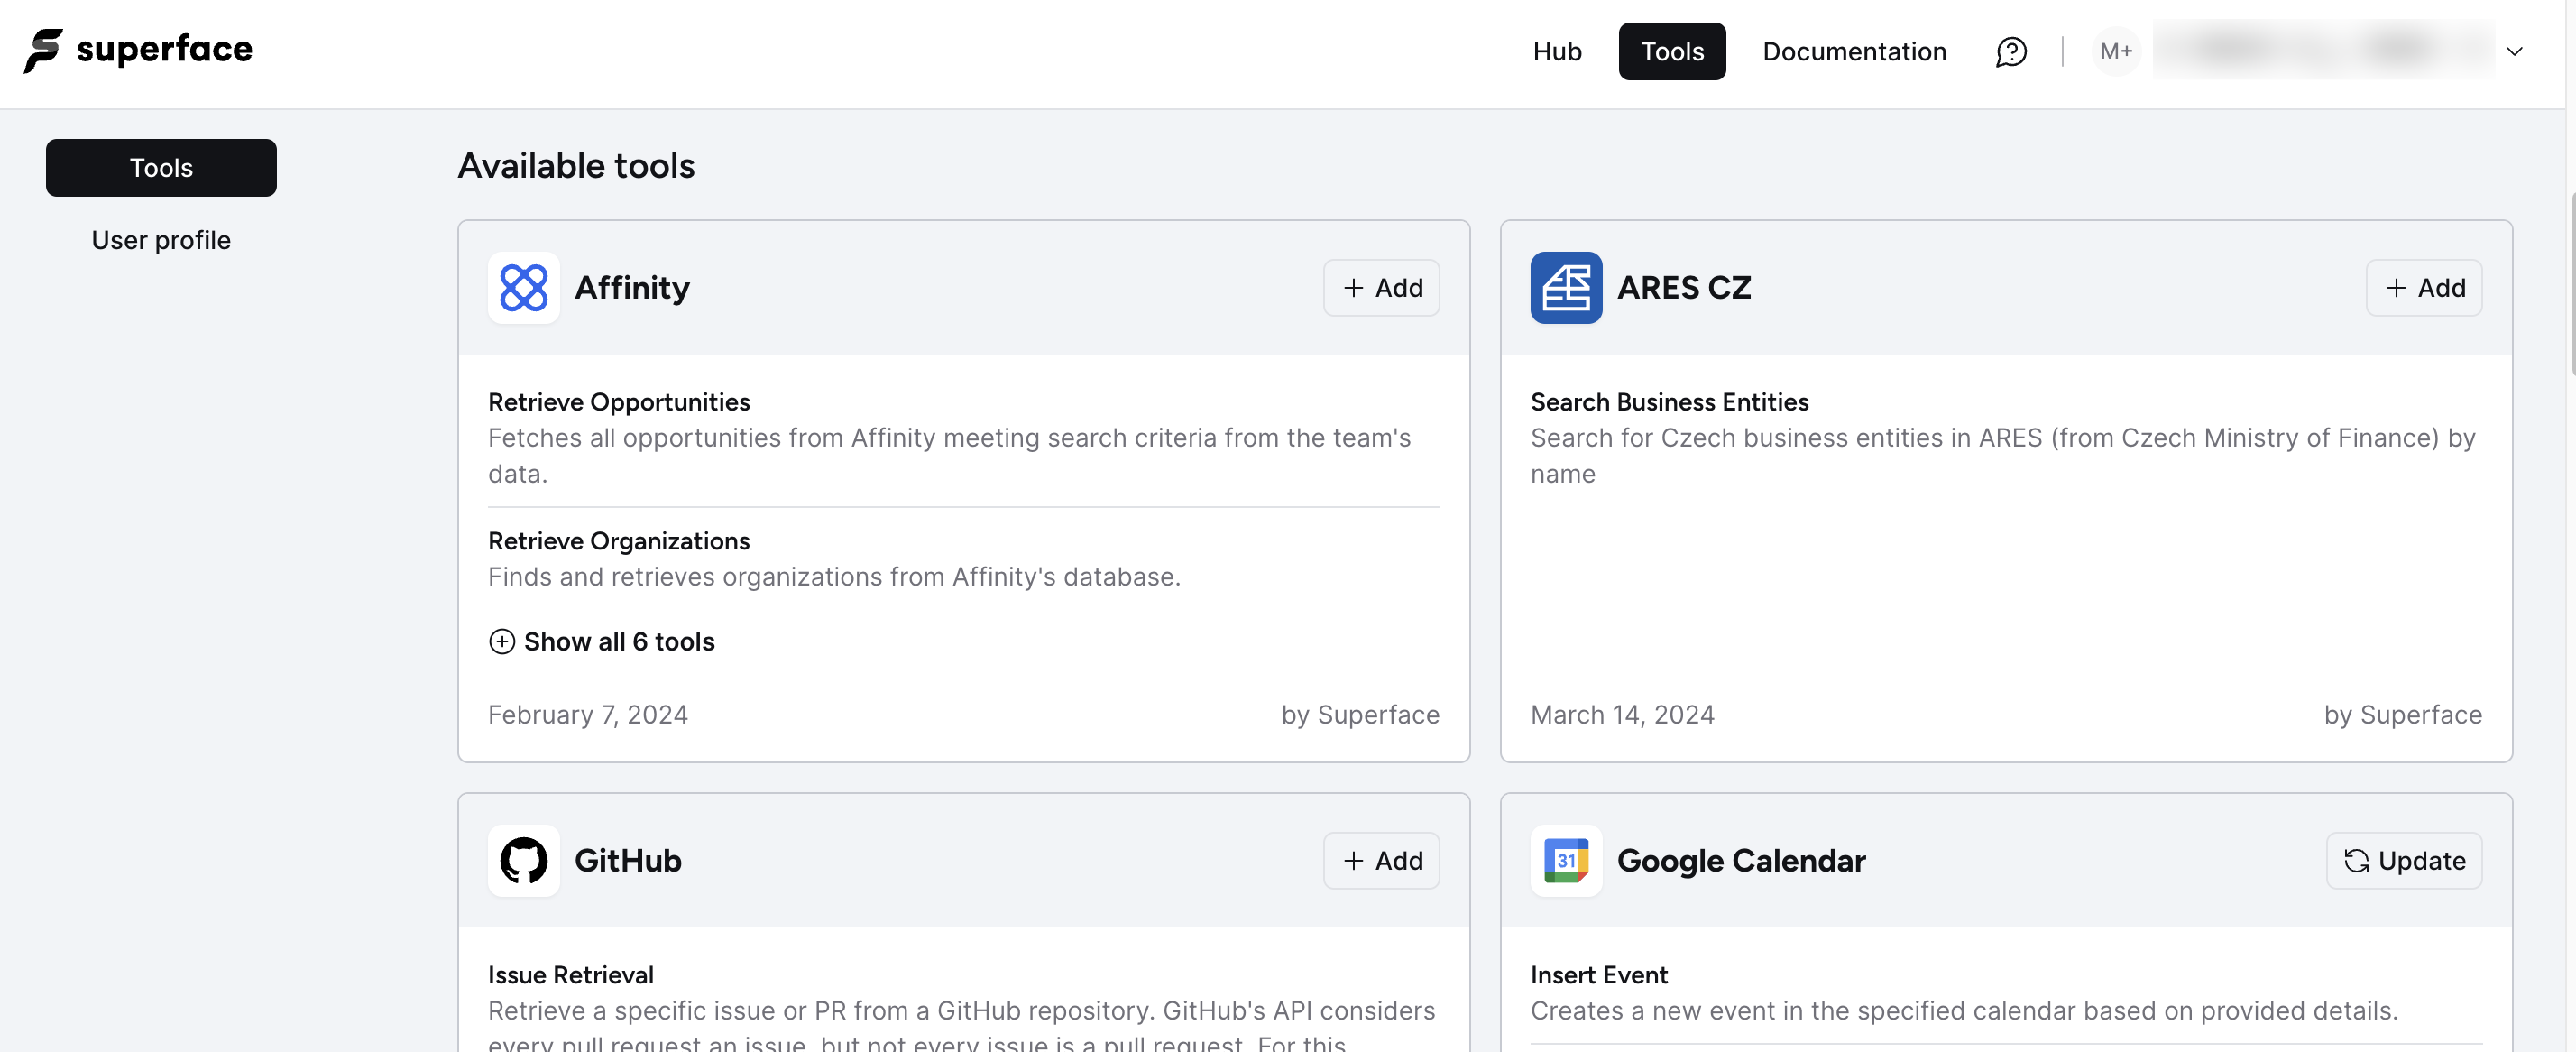 superface
Hub
Tools
Documentation
M+
Tools
User profile
Available tools
Affinity
+ Add
Retrieve Opportunities
Fetches all opportunities from Affinity meeting search criteria from the team's
data.
Retrieve Organizations
Finds and retrieves organizations from Affinity's database.
Show all 6 tools
February 7, 2024
by Superface
ARES CZ
+ Add
Search Business Entities
Search for Czech business entities in ARES (from Czech Ministry of Finance) by
name
March 14, 2024
by Superface
GitHub
+ Add
Issue Retrieval
Retrieve a specific issue or PR from a GitHub repository. GitHub's API considers
every pull request an issue, but not every issue is a pull request. For this
31
Google Calendar
Update
Insert Event
Creates a new event in the specified calendar based on provided details.